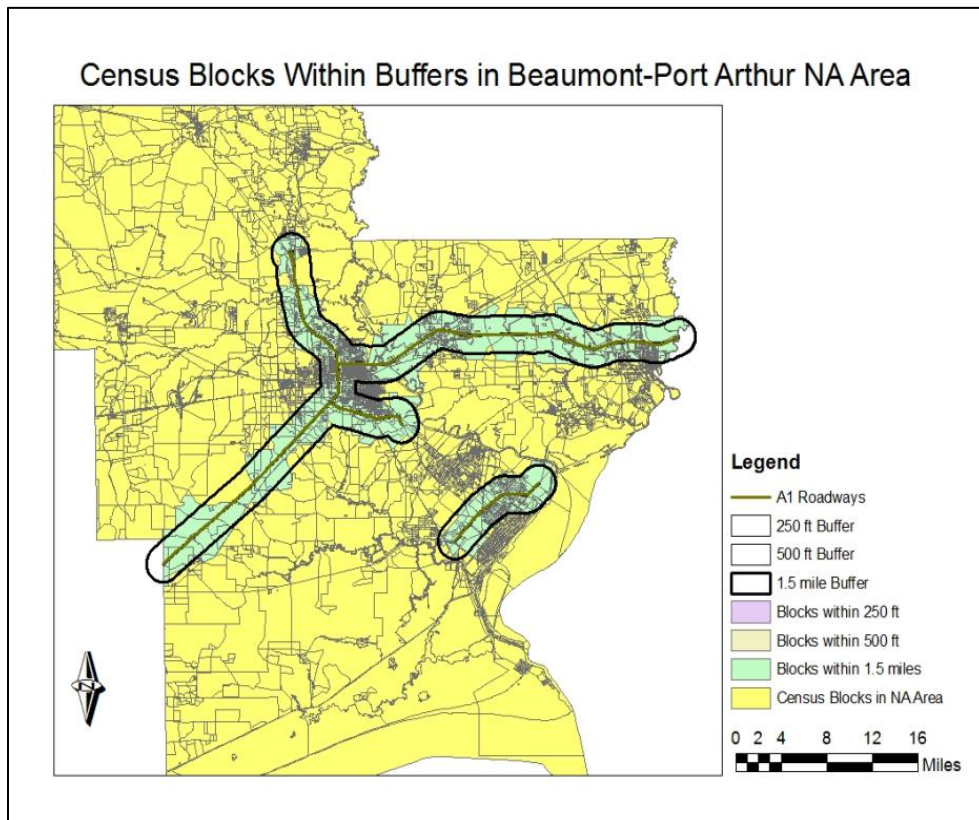 Census Blocks Within Buffers in Beaumont-Port Arthur NA Area
Legend
A1 Roadways
250 ft Buffer
500 ft Buffer
1.5 mile Buffer
Blocks within 250 ft
Blocks within 500 ft
Blocks within 1.5 miles
Census Blocks in NA Area
0 2 4 8 12 16
Miles
N